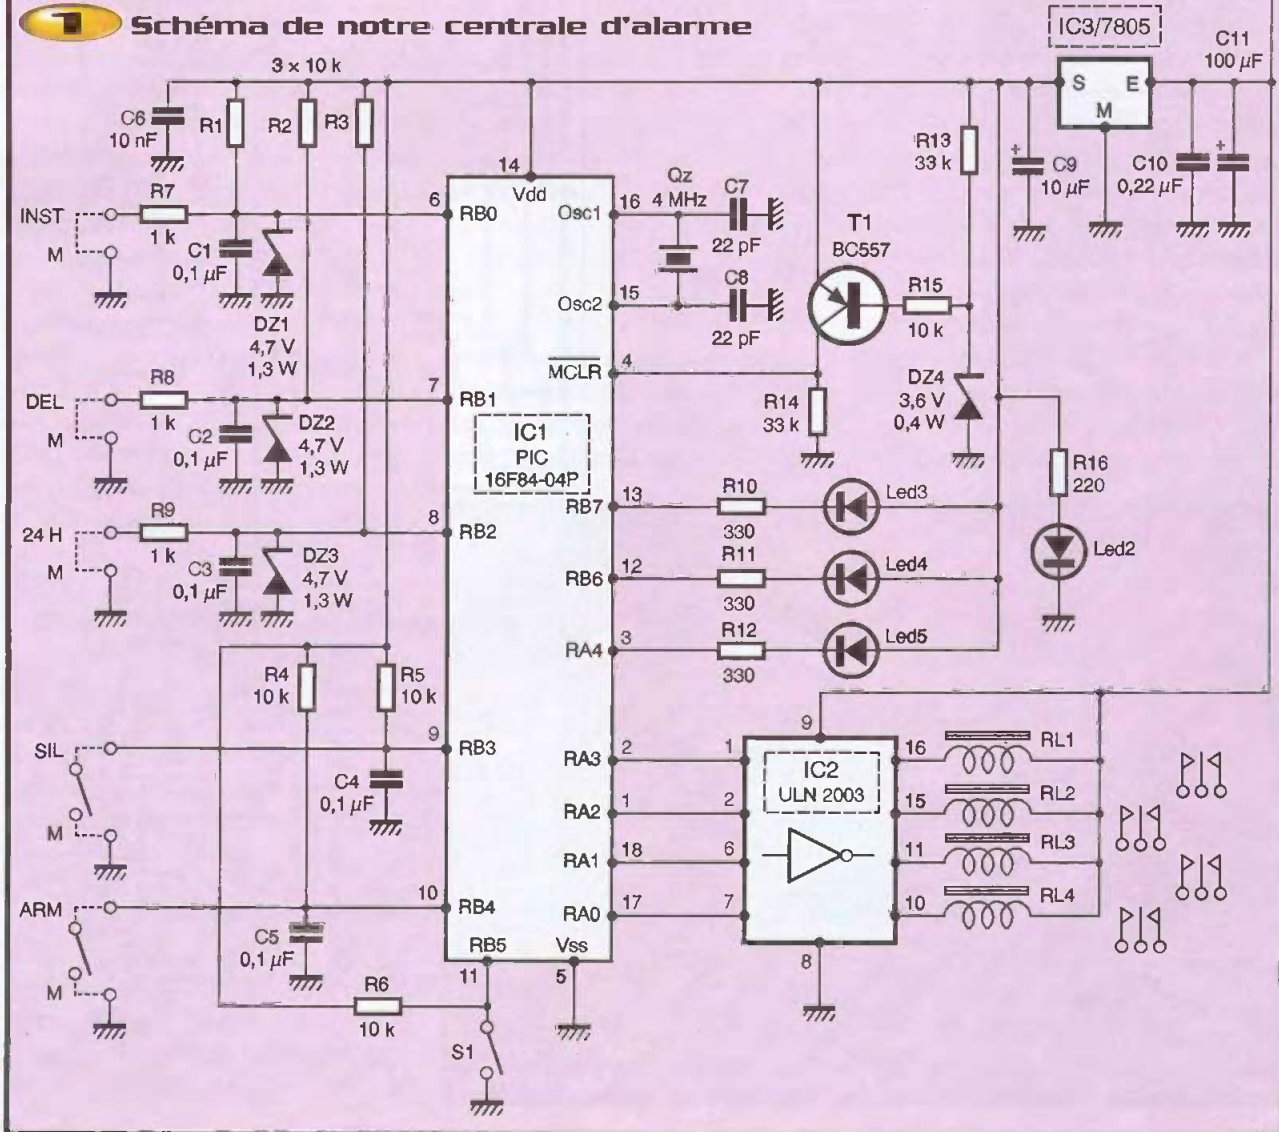 1 Schéma de notre centrale d'alarme
IC3/7805
C11
100 µF
3 × 10 k
C6
10 nF
R1
R2
R3
S
E
M
R13
33 k
+
C9
10 µF
C10
0,22 µF
+
14
Vdd
R7
INST
1 k
M
C1
0,1 µF
DZ1
4,7 V
1,3 W
6
RB0
Osc1
16
Qz
4 MHz
C7
22 pF
T1
BC557
Osc2
15
C8
22 pF
R15
10 k
MCLR
4
R14
33 k
DZ4
3,6 V
0,4 W
R8
DEL
1 k
M
C2
0,1 µF
DZ2
4,7 V
1,3 W
7
RB1
IC1
PIC
16F84-04P
R16
220
Led2
RB7
13
R10
330
Led3
R9
24 H
1 k
M
C3
0,1 µF
DZ3
4,7 V
1,3 W
8
RB2
RB6
12
R11
330
Led4
RA4
3
R12
330
Led5
R4
10 k
R5
10 k
SIL
M
9
RB3
C4
0,1 µF
RA3
2
1
9
IC2
ULN 2003
16
RL1
RA2
1
2
15
RL2
RA1
18
6
11
RL3
RA0
17
7
10
RL4
8
ARM
M
10
RB4
C5
0,1 µF
RB5
11
Vss
5
R6
10 k
S1